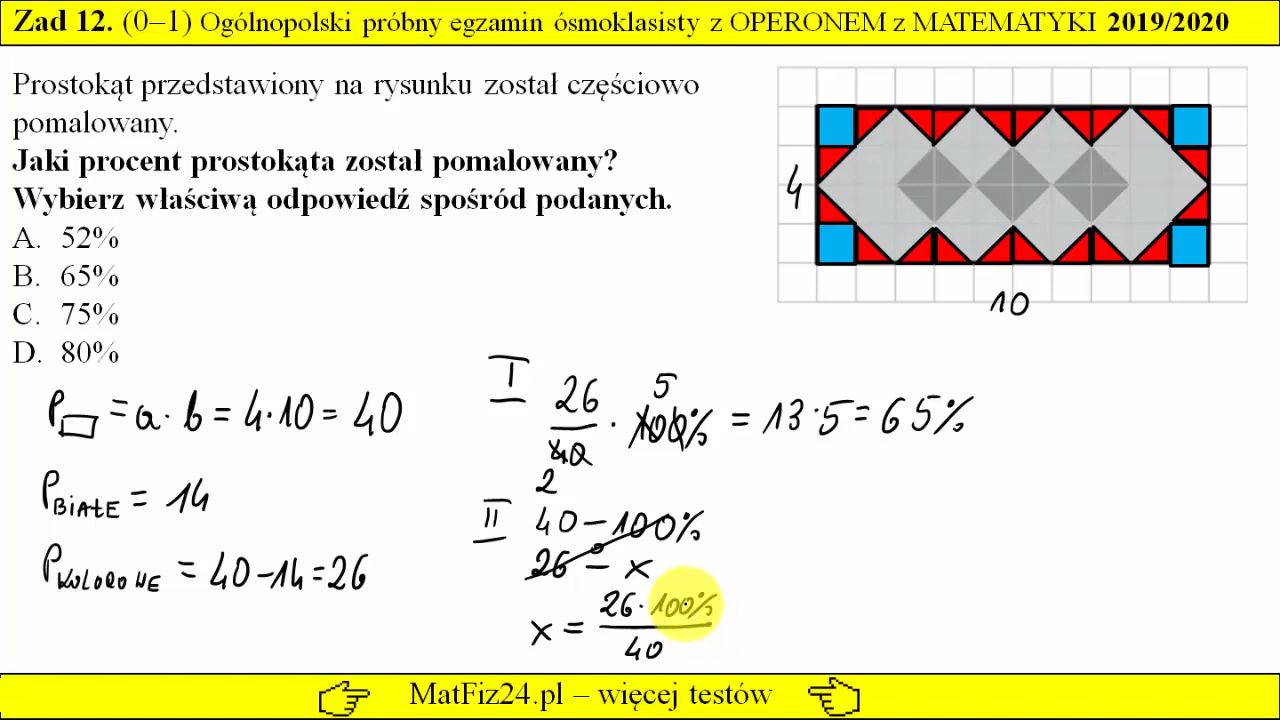 Zad 12. (0–1) Ogólnopolski próbny egzamin ósmoklasisty z OPERONEM z MATEMATYKI 2019/2020
Prostokąt przedstawiony na rysunku został częściowo
pomalowany.
Jaki procent prostokąta został pomalowany?
Wybierz właściwą odpowiedź spośród podanych.
A. 52%
B. 65%
C. 75%
D. 80%
4
10
P▭ = a · b = 4 · 10 = 40
P BIAŁE = 14
P KOLOROWE = 40 – 14 = 26
I
26/40 · 100% = 13 · 5 = 65%
5
2
II
40 – 100%
26 – x
x = 26 · 100% / 40
MatFiz24.pl – więcej testów